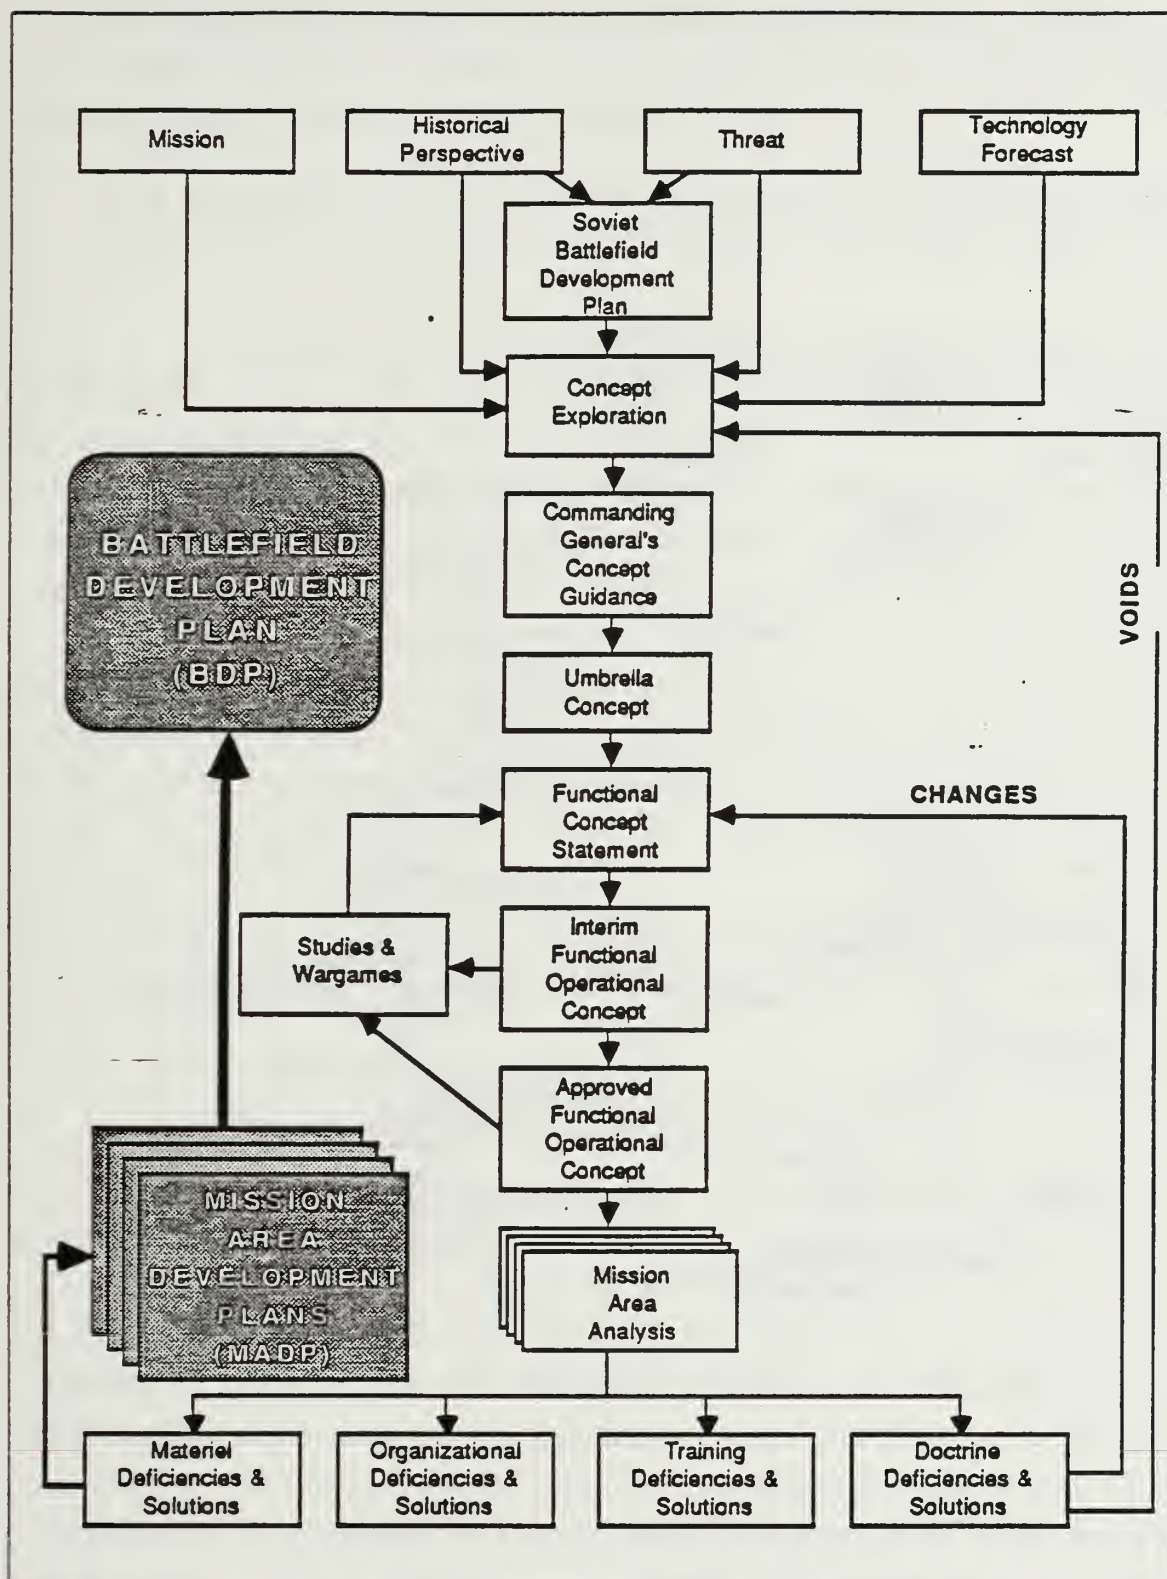 Mission
Historical
Perspective
Threat
Technology
Forecast
Soviet
Battlefield
Development
Plan
Concept
Exploration
BATTLEFIELD
DEVELOPMENT
PLAN
(BDP)
Commanding
General's
Concept
Guidance
VOIDS
Umbrella
Concept
Functional
Concept
Statement
CHANGES
Studies &
Wargames
Interim
Functional
Operational
Concept
Approved
Functional
Operational
Concept
MISSION
AREA
DEVELOPMENT
PLANS
(MADP)
Mission
Area
Analysis
Materiel
Deficiencies &
Solutions
Organizational
Deficiencies &
Solutions
Training
Deficiencies &
Solutions
Doctrine
Deficiencies &
Solutions